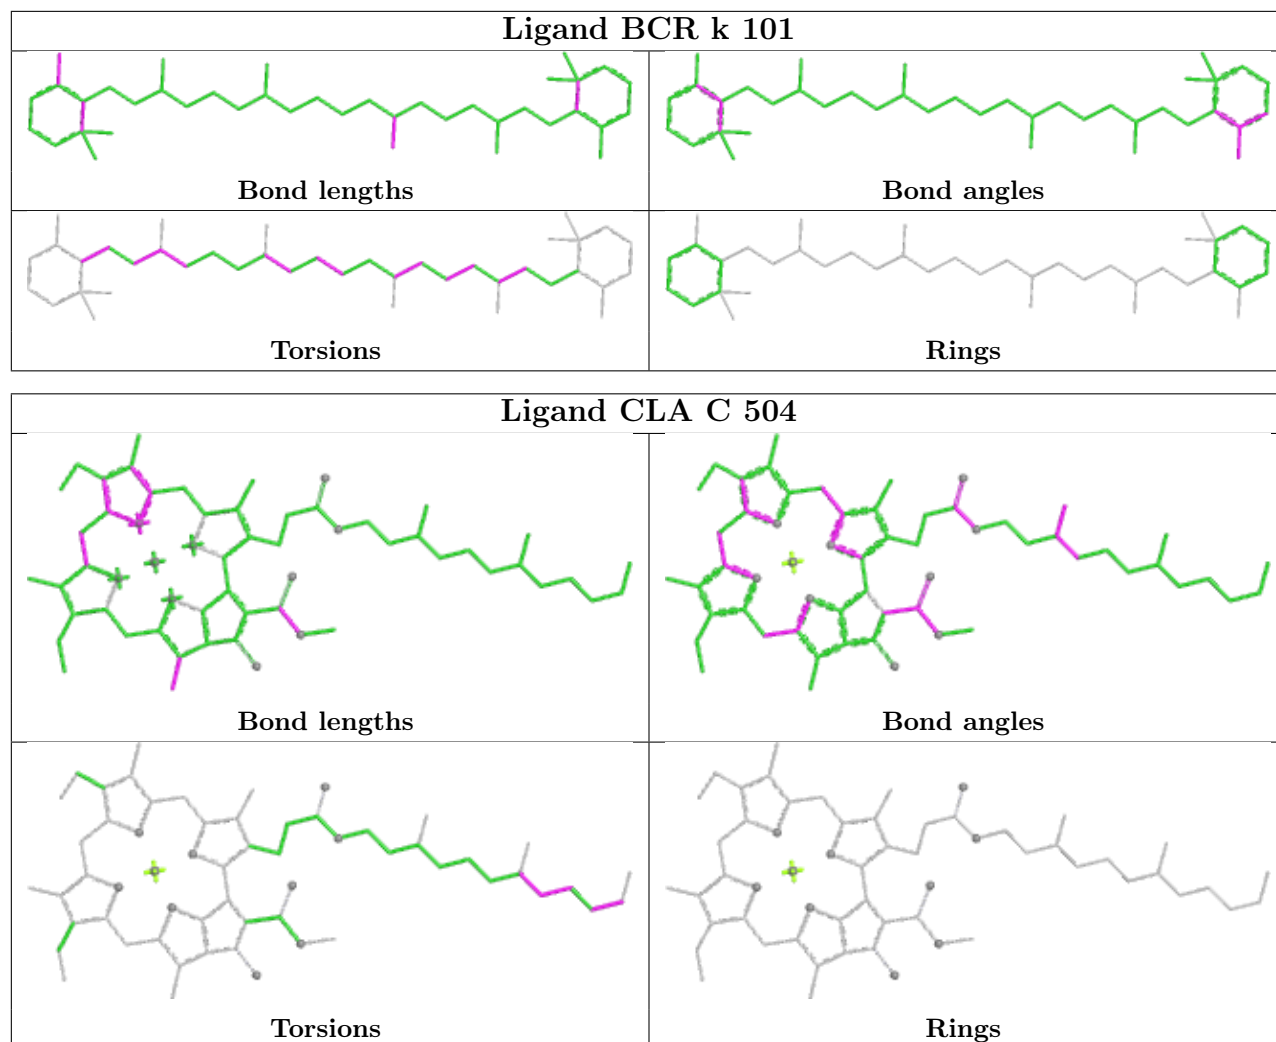 Ligand BCR k 101
Bond lengths
Bond angles
Torsions
Rings
Ligand CLA C 504
Bond lengths
Bond angles
Torsions
Rings